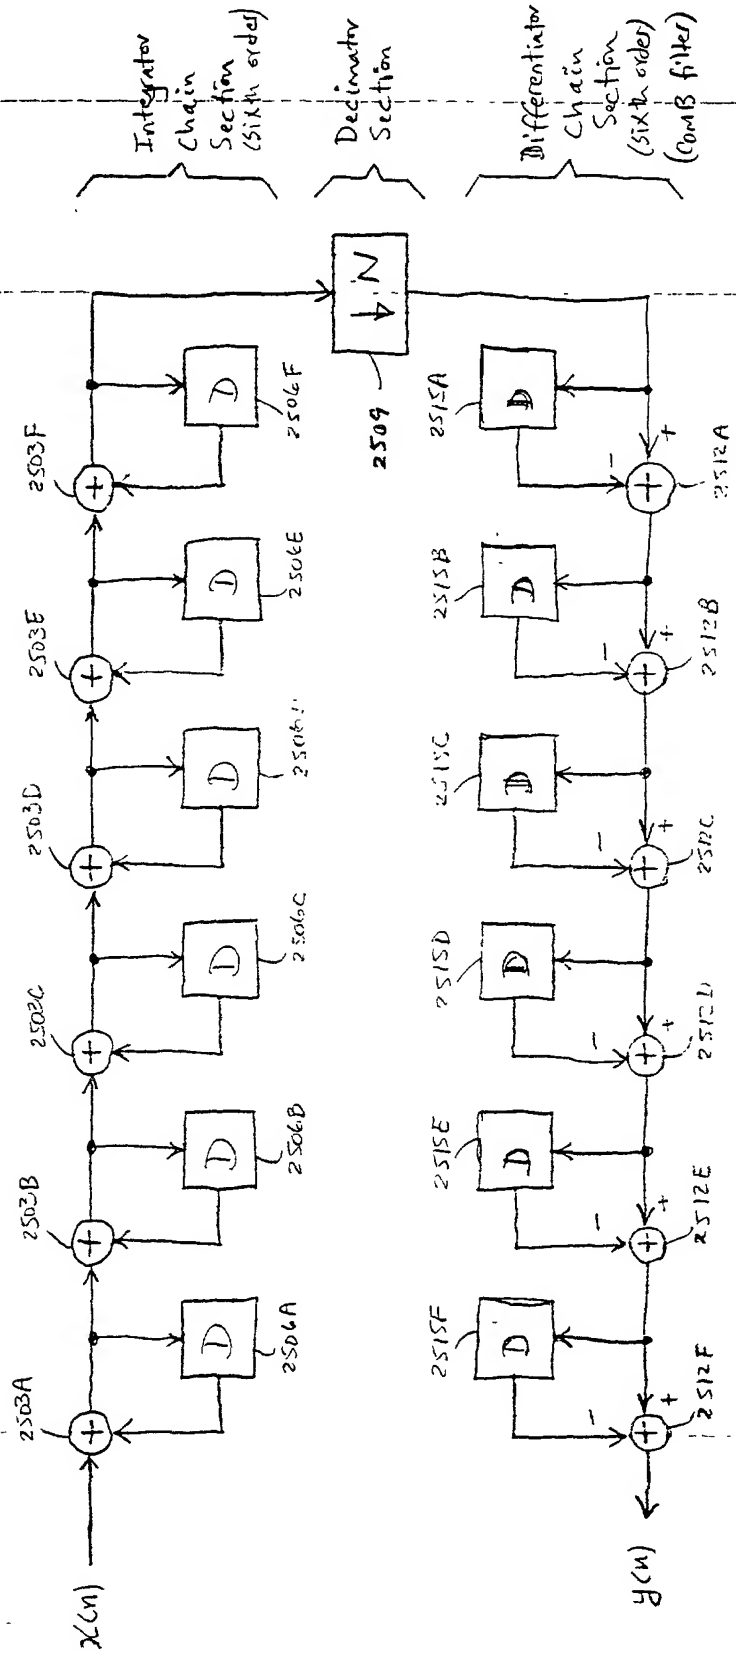 Integrator
Chain
Section
(sixth order)
Decimator
Section
Differentiator
Chain
Section
(sixth order)
(COMB filter)
x(n)
+
2503A
D
2506A
+
2503B
D
2506B
+
2503C
D
2506C
+
2503D
D
+
2503E
D
2506E
+
2503F
D
2506F
↓ N
2509
D
2515A
+
-
+
2512A
D
2515B
+
-
+
2512B
D
2515C
+
-
+
2512C
D
2515D
+
-
+
2512D
D
2515E
+
-
+
2512E
D
2515F
+
-
+
2512F
y(n)